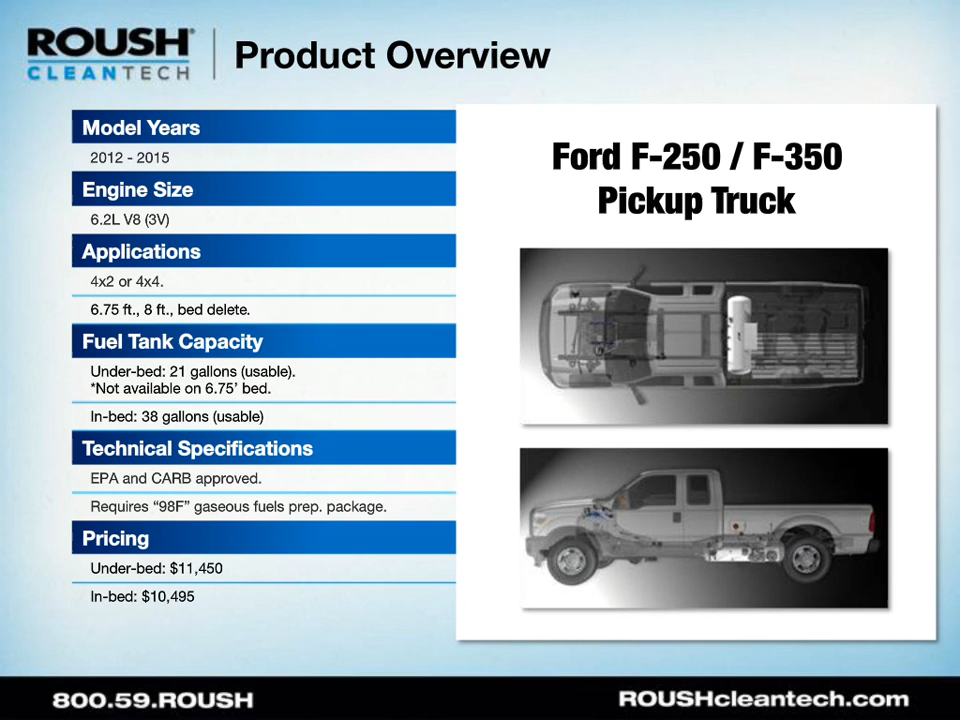 ROUSH®
CLEANTECH
Product Overview
Model Years
2012 - 2015
Engine Size
6.2L V8 (3V)
Applications
4x2 or 4x4.
6.75 ft., 8 ft., bed delete.
Fuel Tank Capacity
Under-bed: 21 gallons (usable).
*Not available on 6.75’ bed.
In-bed: 38 gallons (usable)
Technical Specifications
EPA and CARB approved.
Requires “98F” gaseous fuels prep. package.
Pricing
Under-bed: $11,450
In-bed: $10,495
Ford F-250 / F-350
Pickup Truck
800.59.ROUSH
ROUSHcleantech.com